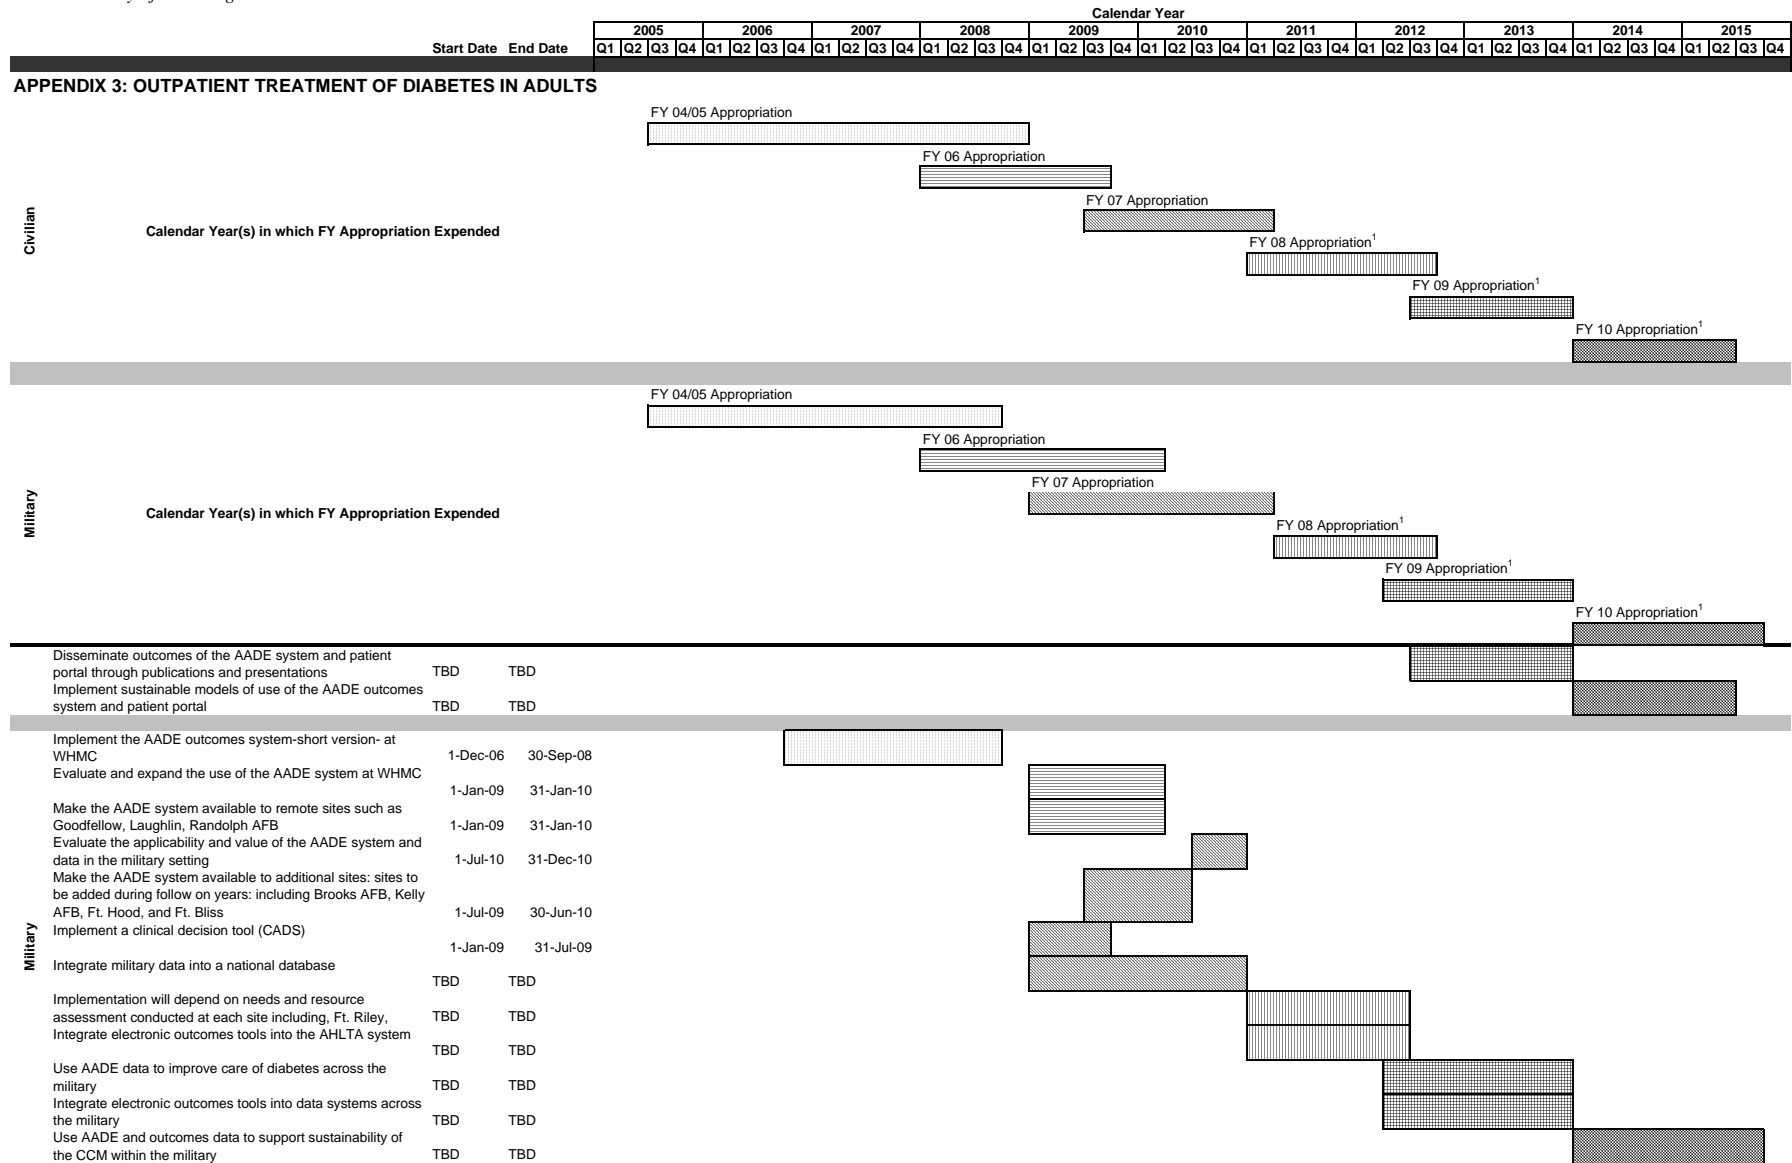 Calendar Year
2005 2006 2007 2008 2009 2010 2011 2012 2013 2014 2015
Start Date End Date Q1 Q2 Q3 Q4 Q1 Q2 Q3 Q4 Q1 Q2 Q3 Q4 Q1 Q2 Q3 Q4 Q1 Q2 Q3 Q4 Q1 Q2 Q3 Q4 Q1 Q2 Q3 Q4 Q1 Q2 Q3 Q4 Q1 Q2 Q3 Q4 Q1 Q2 Q3 Q4 Q1 Q2 Q3 Q4
APPENDIX 3: OUTPATIENT TREATMENT OF DIABETES IN ADULTS
FY 04/05 Appropriation
FY 06 Appropriation
FY 07 Appropriation
Civilian
Calendar Year(s) in which FY Appropriation Expended
FY 08 Appropriation1
FY 09 Appropriation1
FY 10 Appropriation1
FY 04/05 Appropriation
FY 06 Appropriation
FY 07 Appropriation
Military
Calendar Year(s) in which FY Appropriation Expended
FY 08 Appropriation1
FY 09 Appropriation1
FY 10 Appropriation1
Disseminate outcomes of the AADE system and patient
portal through publications and presentations TBD TBD
Implement sustainable models of use of the AADE outcomes
system and patient portal TBD TBD
Implement the AADE outcomes system-short version- at
WHMC 1-Dec-06 30-Sep-08
Evaluate and expand the use of the AADE system at WHMC
1-Jan-09 31-Jan-10
Make the AADE system available to remote sites such as
Goodfellow, Laughlin, Randolph AFB 1-Jan-09 31-Jan-10
Evaluate the applicability and value of the AADE system and
data in the military setting 1-Jul-10 31-Dec-10
Make the AADE system available to additional sites: sites to
be added during follow on years: including Brooks AFB, Kelly
AFB, Ft. Hood, and Ft. Bliss 1-Jul-09 30-Jun-10
Implement a clinical decision tool (CADS)
1-Jan-09 31-Jul-09
Military
Integrate military data into a national database
TBD TBD
Implementation will depend on needs and resource
assessment conducted at each site including, Ft. Riley, TBD TBD
Integrate electronic outcomes tools into the AHLTA system
TBD TBD
Use AADE data to improve care of diabetes across the
military TBD TBD
Integrate electronic outcomes tools into data systems across
the military TBD TBD
Use AADE and outcomes data to support sustainability of
the CCM within the military TBD TBD